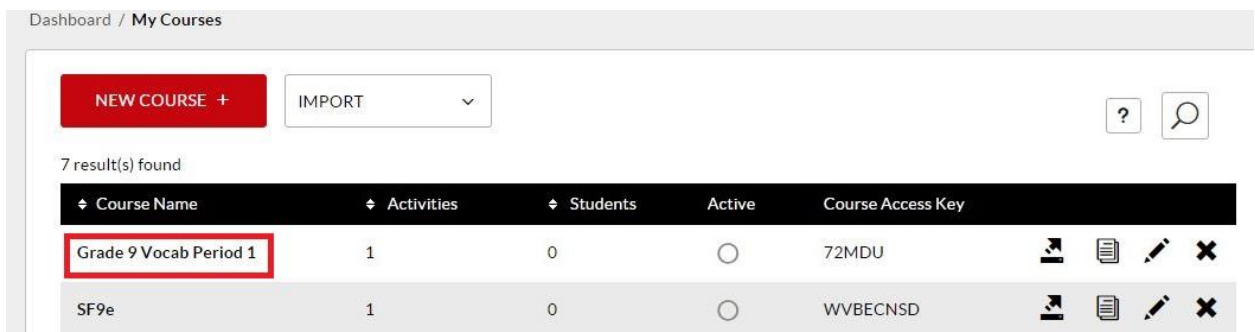 Dashboard / My Courses
NEW COURSE +
IMPORT
?
7 result(s) found
Course Name Activities Students Active Course Access Key
Grade 9 Vocab Period 1 1 0 72MDU
SF9e 1 0 WVBECNSD